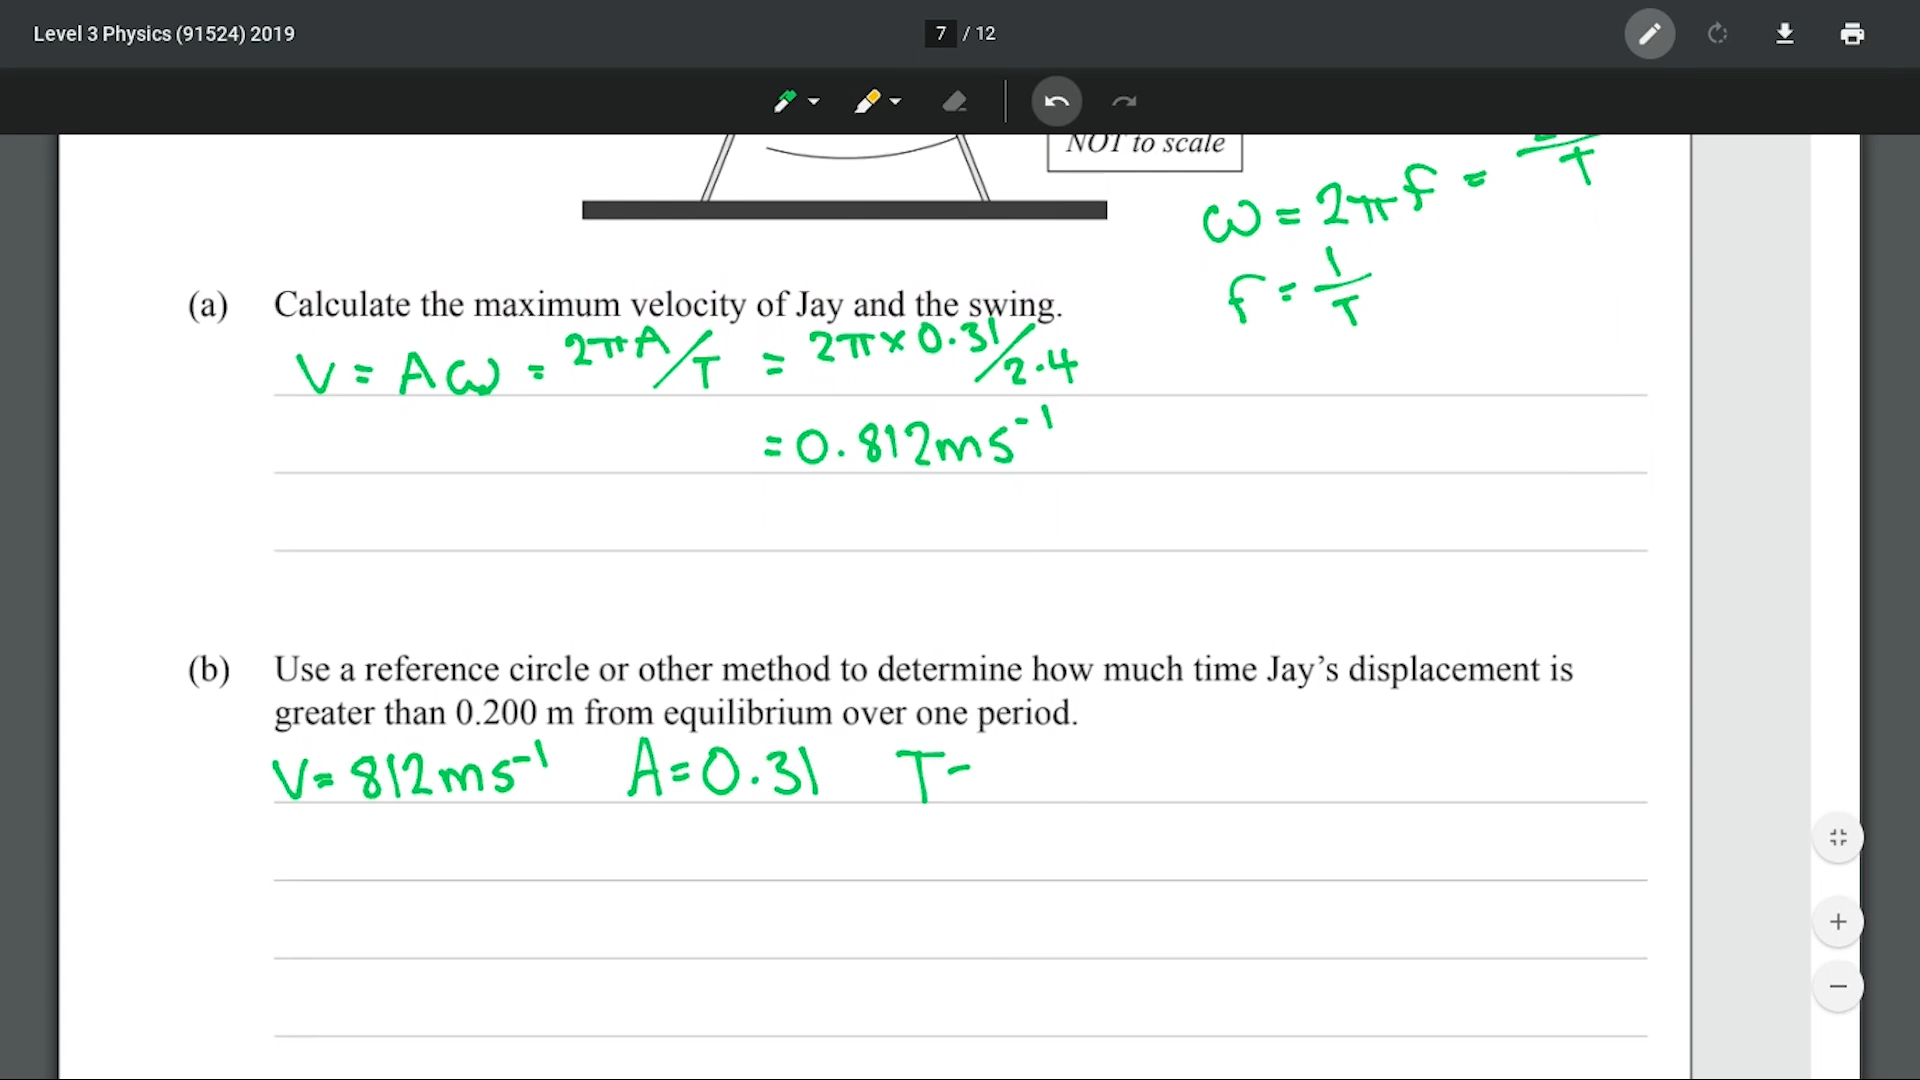 Level 3 Physics (91524) 2019
7 / 12
NOT to scale
ω = 2πf =
T
f = 1/T
(a) Calculate the maximum velocity of Jay and the swing.
V = Aω = 2πA/T = 2π×0.31/2.4
= 0.812ms⁻¹
(b) Use a reference circle or other method to determine how much time Jay’s displacement is
greater than 0.200 m from equilibrium over one period.
V= 812ms⁻¹ A=0.31 T-